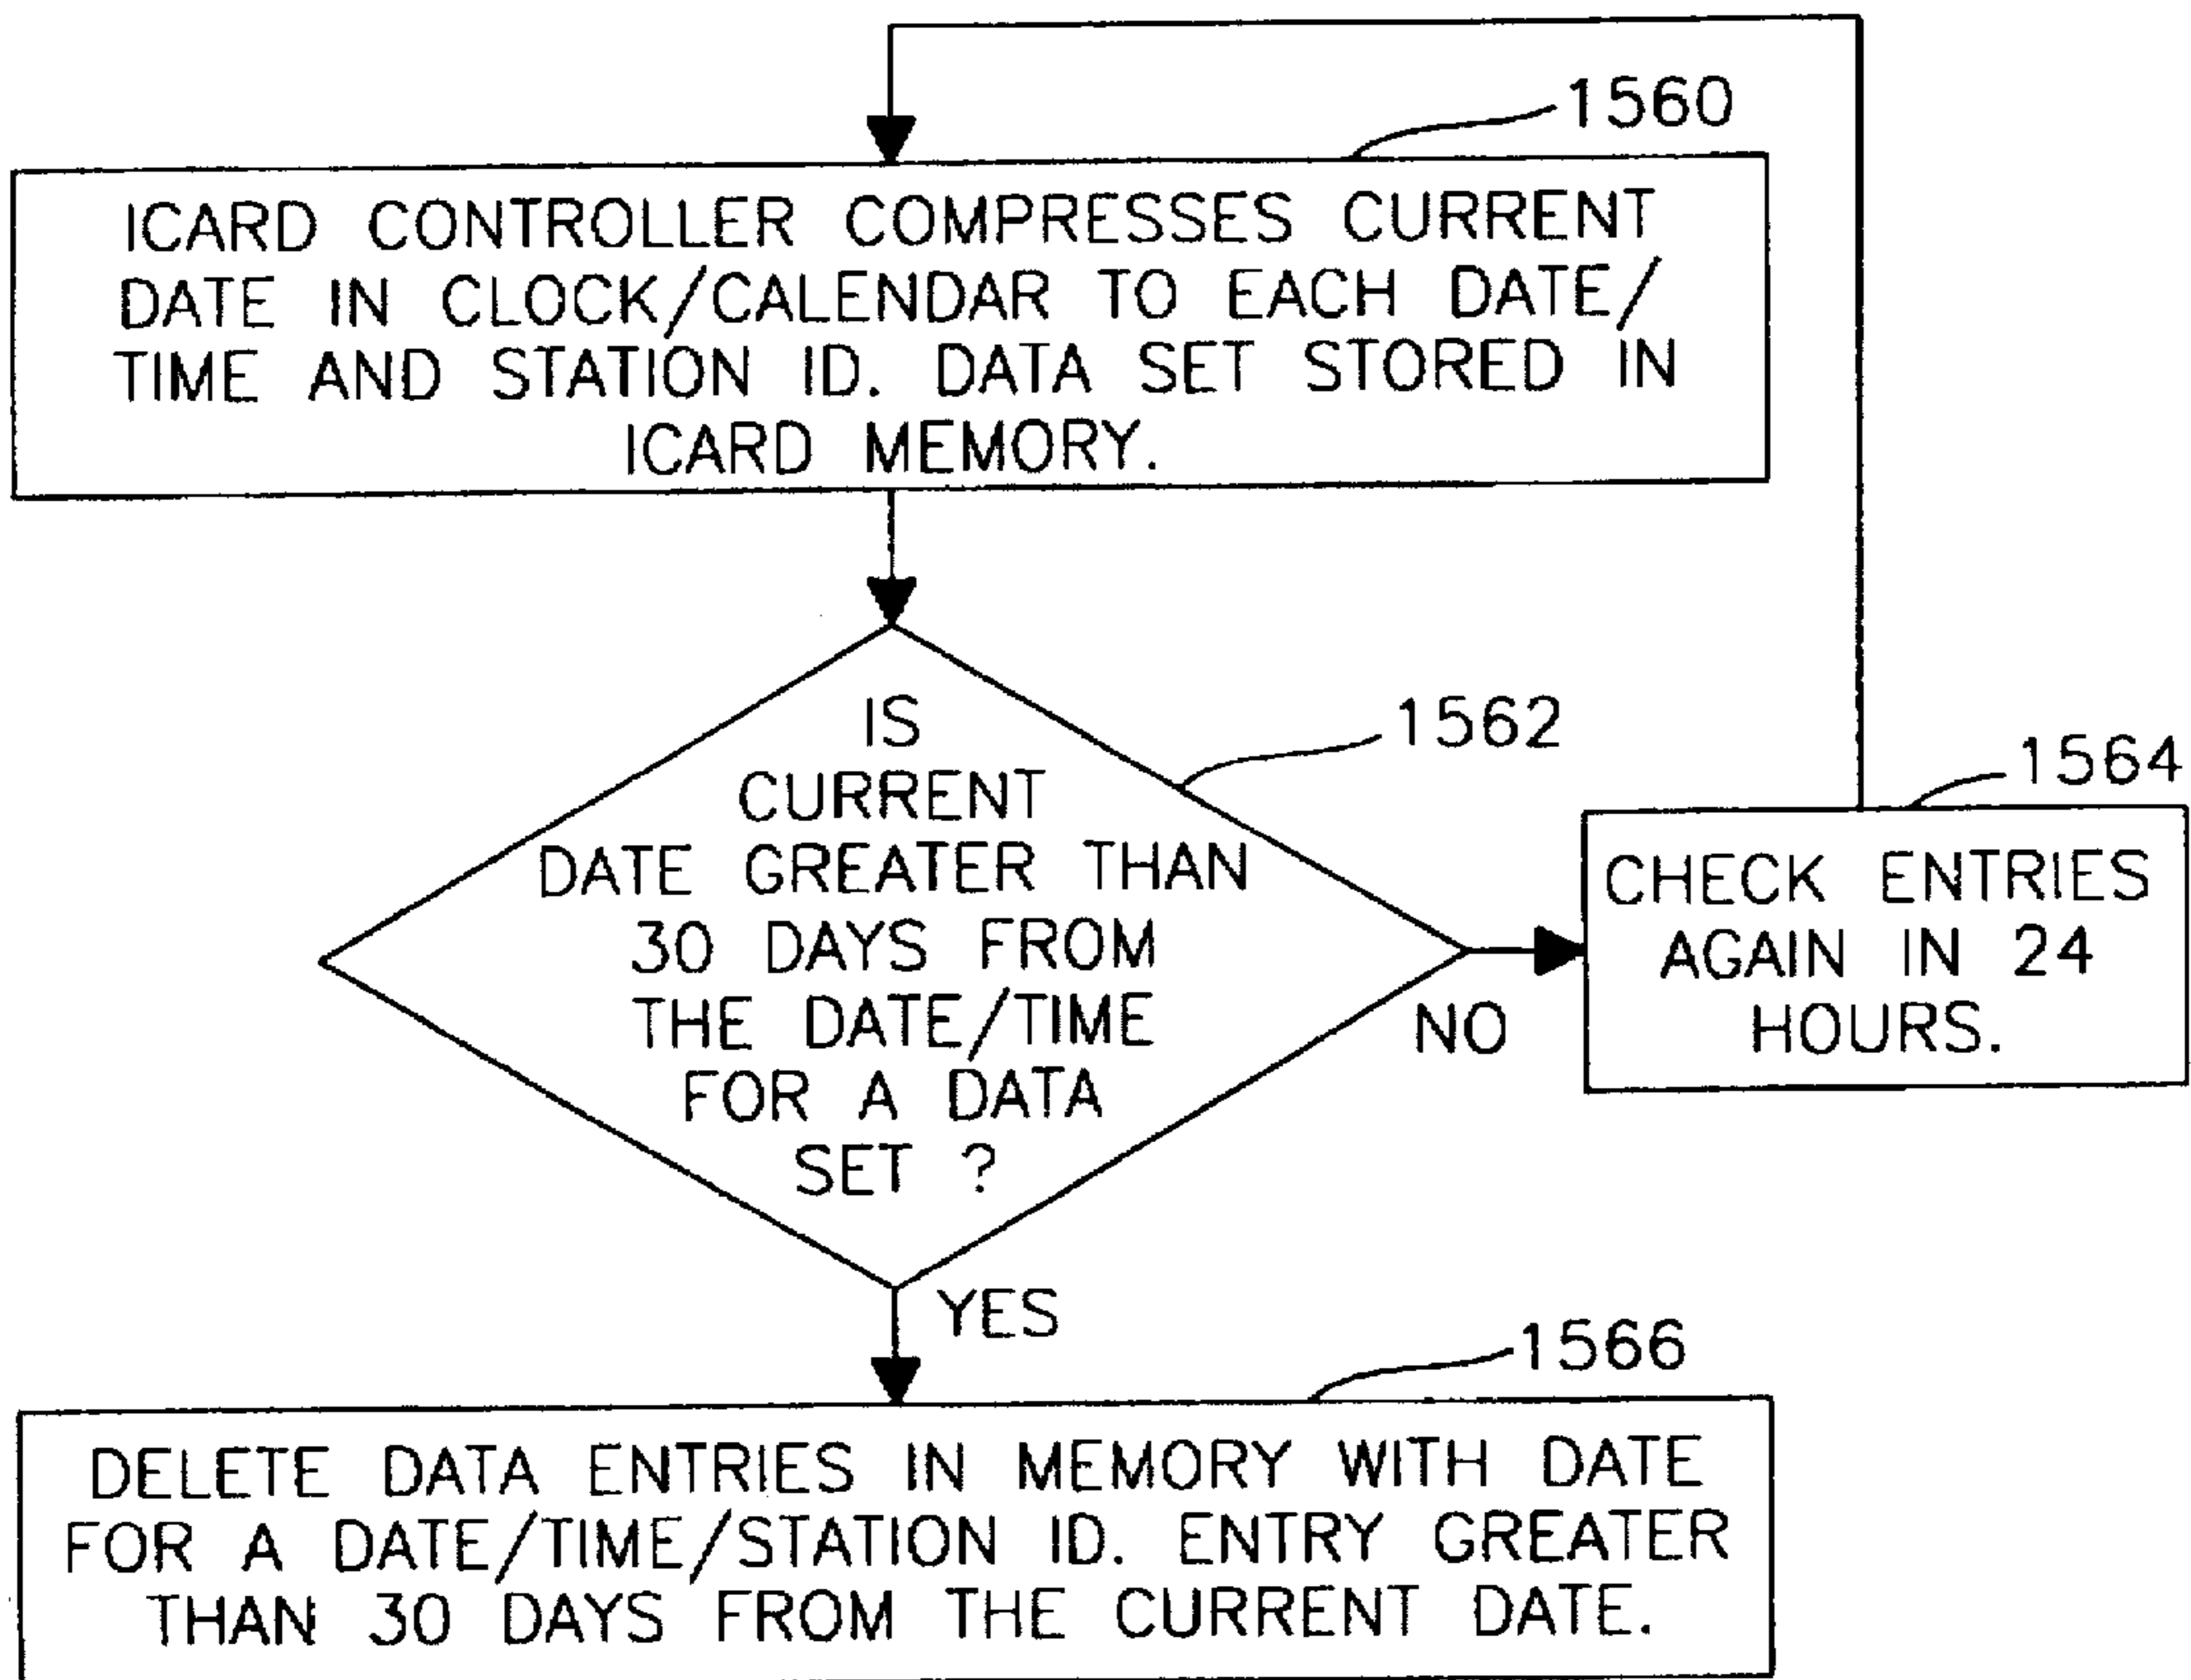 1560
ICARD CONTROLLER COMPRESSES CURRENT
DATE IN CLOCK/CALENDAR TO EACH DATE/
TIME AND STATION ID. DATA SET STORED IN
ICARD MEMORY.
1562
IS
CURRENT
DATE GREATER THAN
30 DAYS FROM
THE DATE/TIME
FOR A DATA
SET ?
NO
1564
CHECK ENTRIES
AGAIN IN 24
HOURS.
YES
1566
DELETE DATA ENTRIES IN MEMORY WITH DATE
FOR A DATE/TIME/STATION ID. ENTRY GREATER
THAN 30 DAYS FROM THE CURRENT DATE.